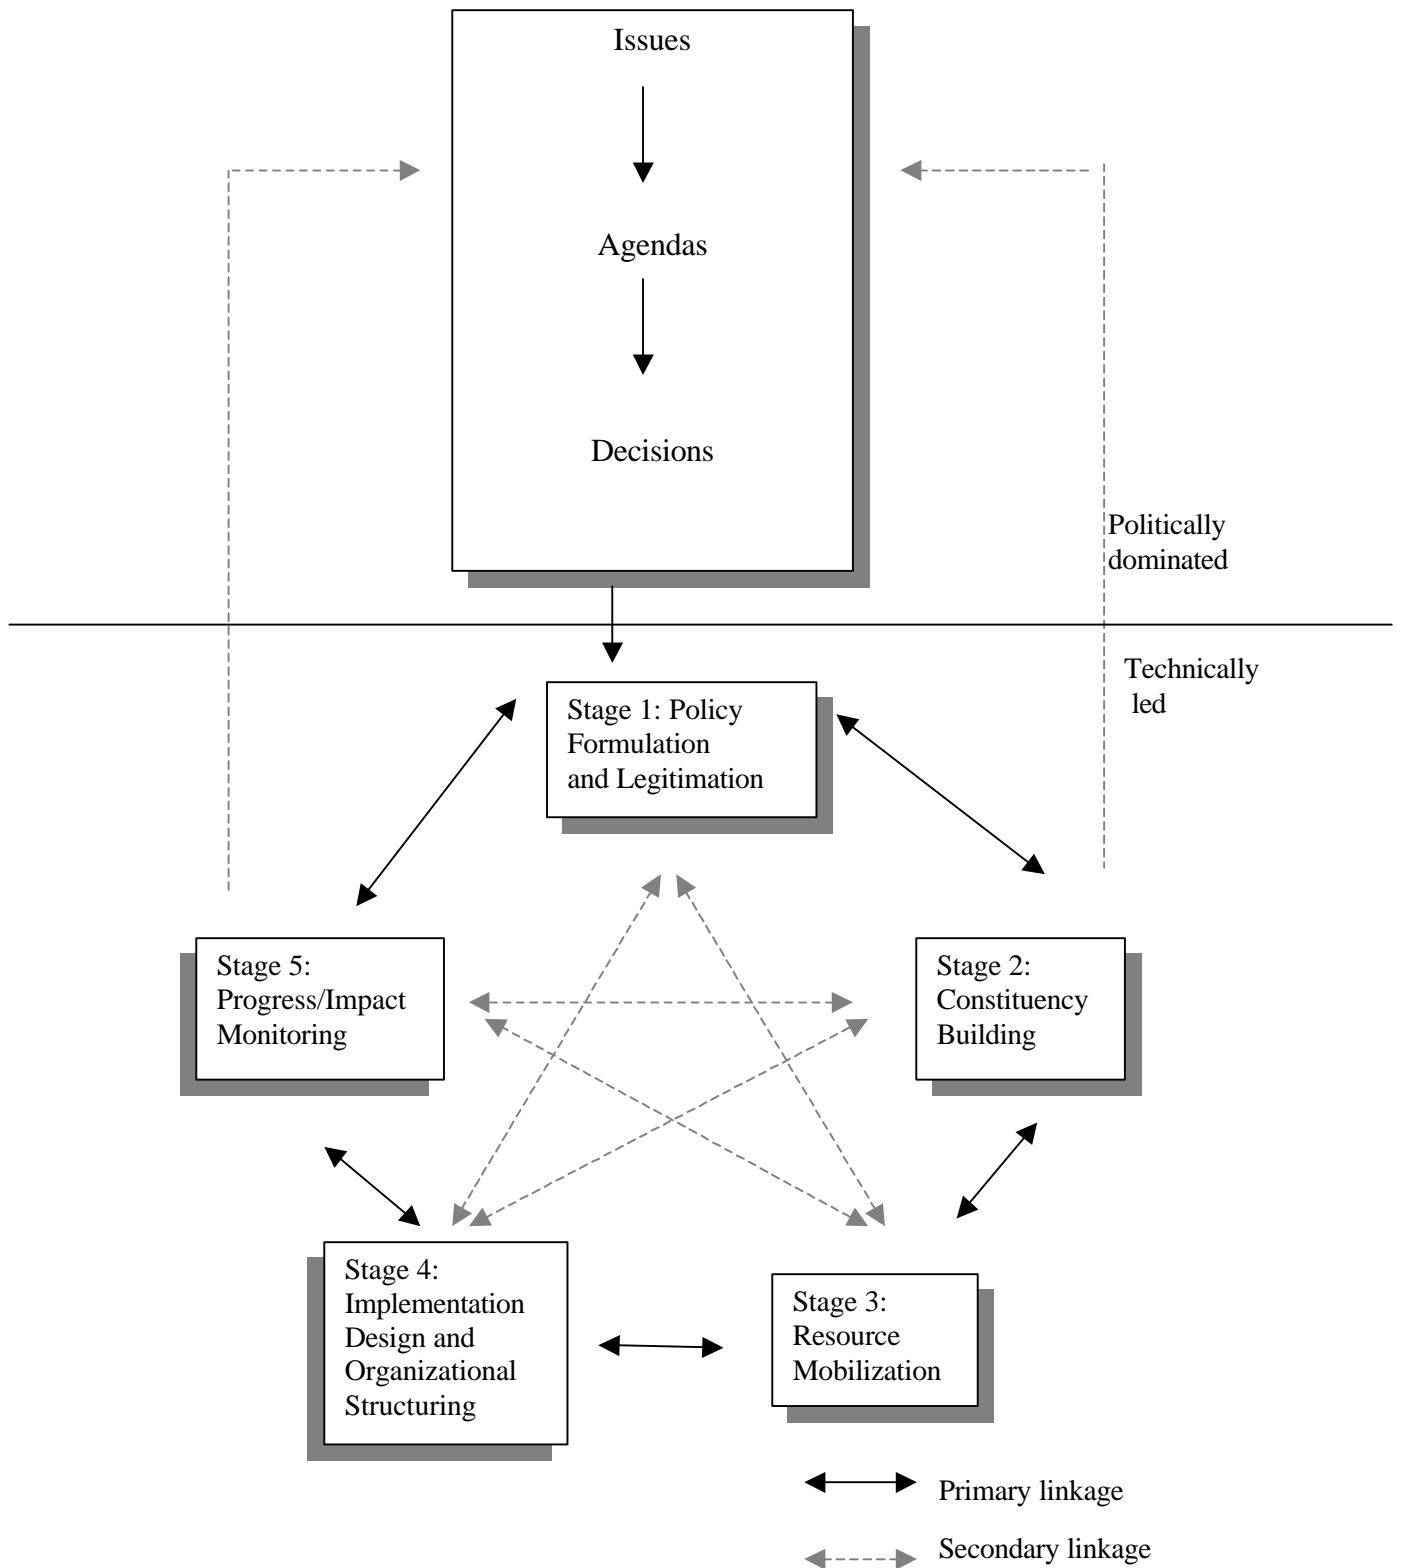 Issues
Agendas
Decisions
Politically
dominated
Technically
led
Stage 1: Policy
Formulation
and Legitimation
Stage 5:
Progress/Impact
Monitoring
Stage 2:
Constituency
Building
Stage 4:
Implementation
Design and
Organizational
Structuring
Stage 3:
Resource
Mobilization
Primary linkage
Secondary linkage